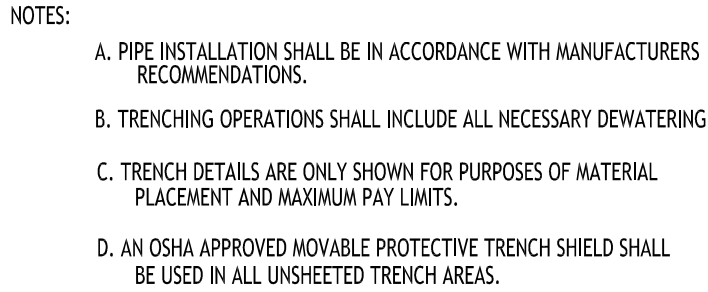 NOTES:
A. PIPE INSTALLATION SHALL BE IN ACCORDANCE WITH MANUFACTURERS
RECOMMENDATIONS.
B. TRENCHING OPERATIONS SHALL INCLUDE ALL NECESSARY DEWATERING
C. TRENCH DETAILS ARE ONLY SHOWN FOR PURPOSES OF MATERIAL
PLACEMENT AND MAXIMUM PAY LIMITS.
D. AN OSHA APPROVED MOVABLE PROTECTIVE TRENCH SHIELD SHALL
BE USED IN ALL UNSHEETED TRENCH AREAS.